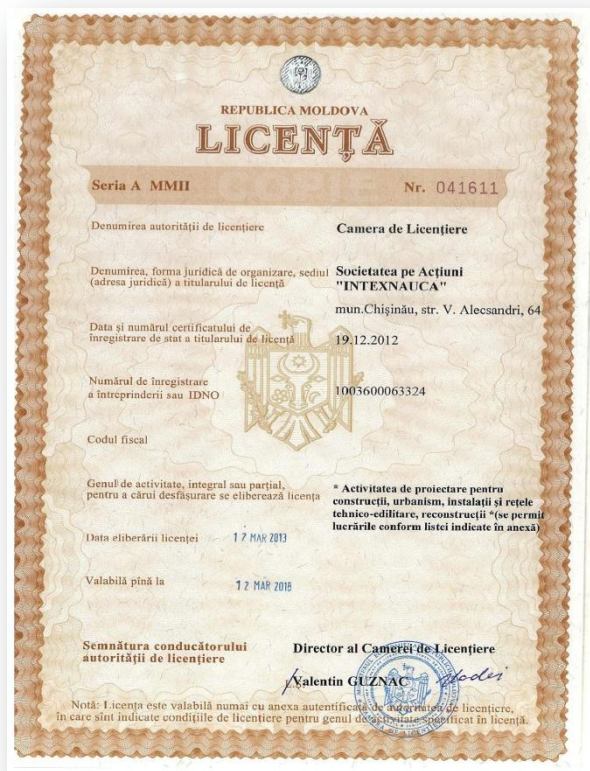 REPUBLICA MOLDOVA
LICENȚĂ
COPIE
Seria A MMII Nr. 041611
Denumirea autorității de licențiere Camera de Licențiere
Denumirea, forma juridică de organizare, sediul Societatea pe Acțiuni
(adresa juridică) a titularului de licență "INTEXNAUCA"
mun.Chișinău, str. V. Alecsandri, 64
Data și numărul certificatului de
înregistrare de stat a titularului de licență 19.12.2012
Numărul de înregistrare
a întreprinderii sau IDNO 1003600063324
Codul fiscal
Genul de activitate, integral sau parțial, * Activitatea de proiectare pentru
pentru a cărui desfășurare se eliberează licența construcții, urbanism, instalații și rețele
tehnico-edilitare, reconstrucții *(se permit
lucrările conform listei indicate în anexă)
Data eliberării licenței 12 MAR 2013
Valabilă pînă la 12 MAR 2018
Semnătura conducătorului Director al Camerei de Licențiere
autorității de licențiere
Valentin GUZNAC
Notă: Licența este valabilă numai cu anexa autentificată de autoritatea de licențiere,
în care sînt indicate condițiile de licențiere pentru genul de activitate specificat în licență.